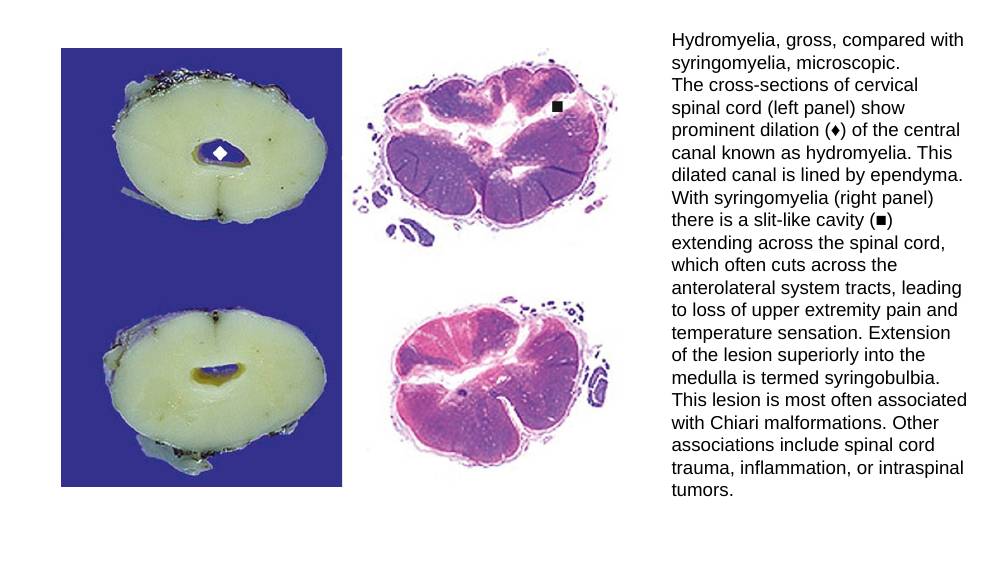 Hydromyelia, gross, compared with
syringomyelia, microscopic.
The cross-sections of cervical
spinal cord (left panel) show
prominent dilation (♦) of the central
canal known as hydromyelia. This
dilated canal is lined by ependyma.
With syringomyelia (right panel)
there is a slit-like cavity (■)
extending across the spinal cord,
which often cuts across the
anterolateral system tracts, leading
to loss of upper extremity pain and
temperature sensation. Extension
of the lesion superiorly into the
medulla is termed syringobulbia.
This lesion is most often associated
with Chiari malformations. Other
associations include spinal cord
trauma, inflammation, or intraspinal
tumors.